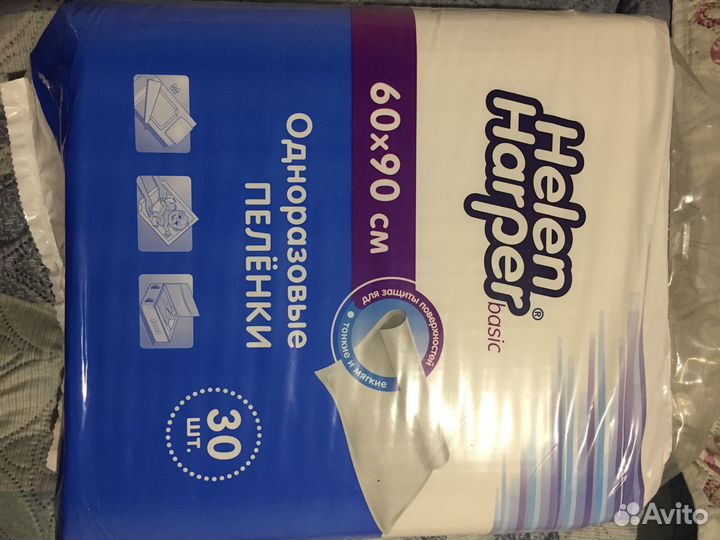 Helen
Harper®
basic
60×90 см
для защиты поверхностей
• тонкие и мягкие
Одноразовые
ПЕЛЁНКИ
30
шт.
Avito